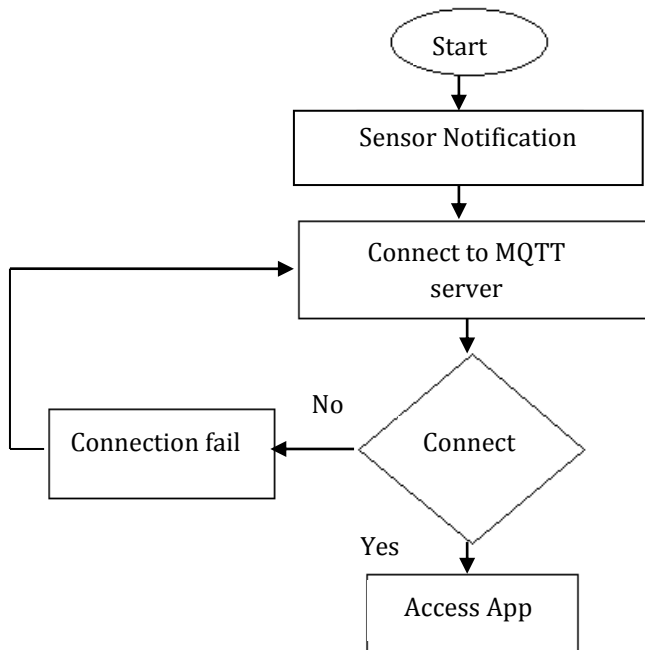 Start
Sensor Notification
Connect to MQTT
server
No
Connection fail
Connect
Yes
Access App